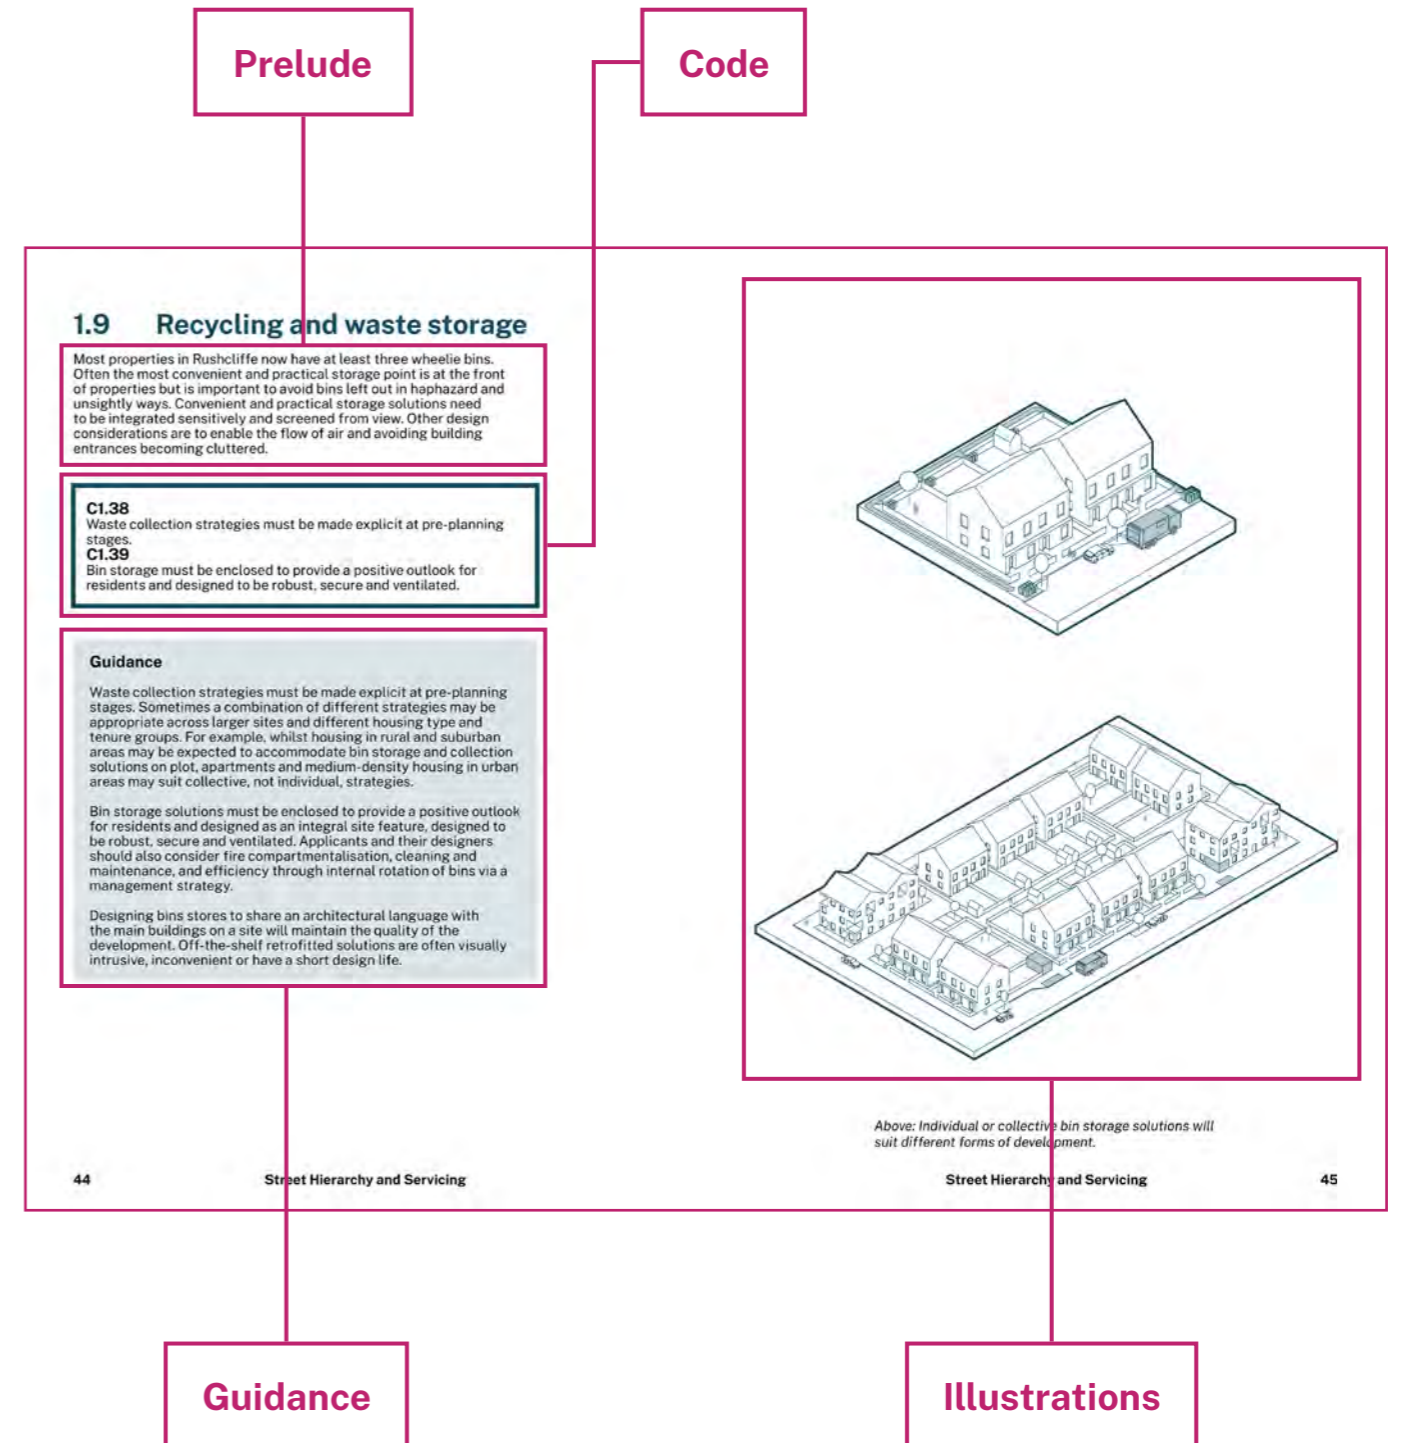 Prelude
Code
1.9 Recycling and waste storage
Most properties in Rushcliffe now have at least three wheelie bins.
Often the most convenient and practical storage point is at the front
of properties but is important to avoid bins left out in haphazard and
unsightly ways. Convenient and practical storage solutions need
to be integrated sensitively and screened from view. Other design
considerations are to enable the flow of air and avoiding building
entrances becoming cluttered.
C1.38
Waste collection strategies must be made explicit at pre-planning
stages.
C1.39
Bin storage must be enclosed to provide a positive outlook for
residents and designed to be robust, secure and ventilated.
Guidance
Waste collection strategies must be made explicit at pre-planning
stages. Sometimes a combination of different strategies may be
appropriate across larger sites and different housing type and
tenure groups. For example, whilst housing in rural and suburban
areas may be expected to accommodate bin storage and collection
solutions on plot, apartments and medium-density housing in urban
areas may suit collective, not individual, strategies.
Bin storage solutions must be enclosed to provide a positive outlook
for residents and designed as an integral site feature, designed to
be robust, secure and ventilated. Applicants and their designers
should also consider fire compartmentalisation, cleaning and
maintenance, and efficiency through internal rotation of bins via a
management strategy.
Designing bins stores to share an architectural language with
the main buildings on a site will maintain the quality of the
development. Off-the-shelf retrofitted solutions are often visually
intrusive, inconvenient or have a short design life.
Above: Individual or collective bin storage solutions will
suit different forms of development.
44 Street Hierarchy and Servicing
Street Hierarchy and Servicing 45
Guidance
Illustrations